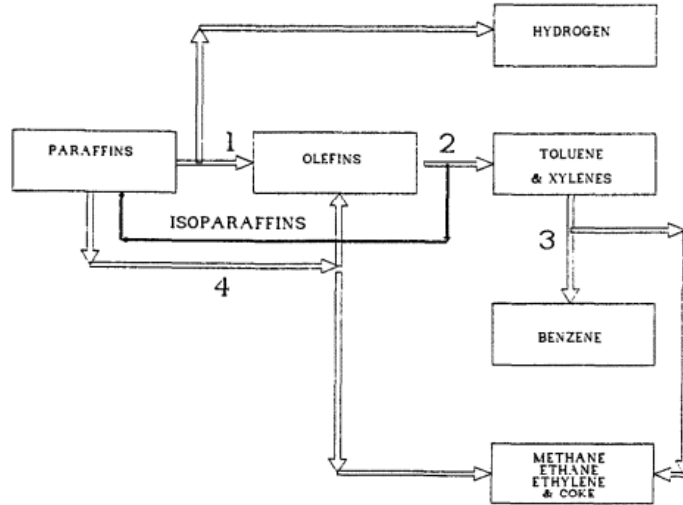 HYDROGEN
PARAFFINS
1
OLEFINS
2
TOLUENE
& XYLENES
ISOPARAFFINS
3
4
BENZENE
METHANE
ETHANE
ETHYLENE
& COKE